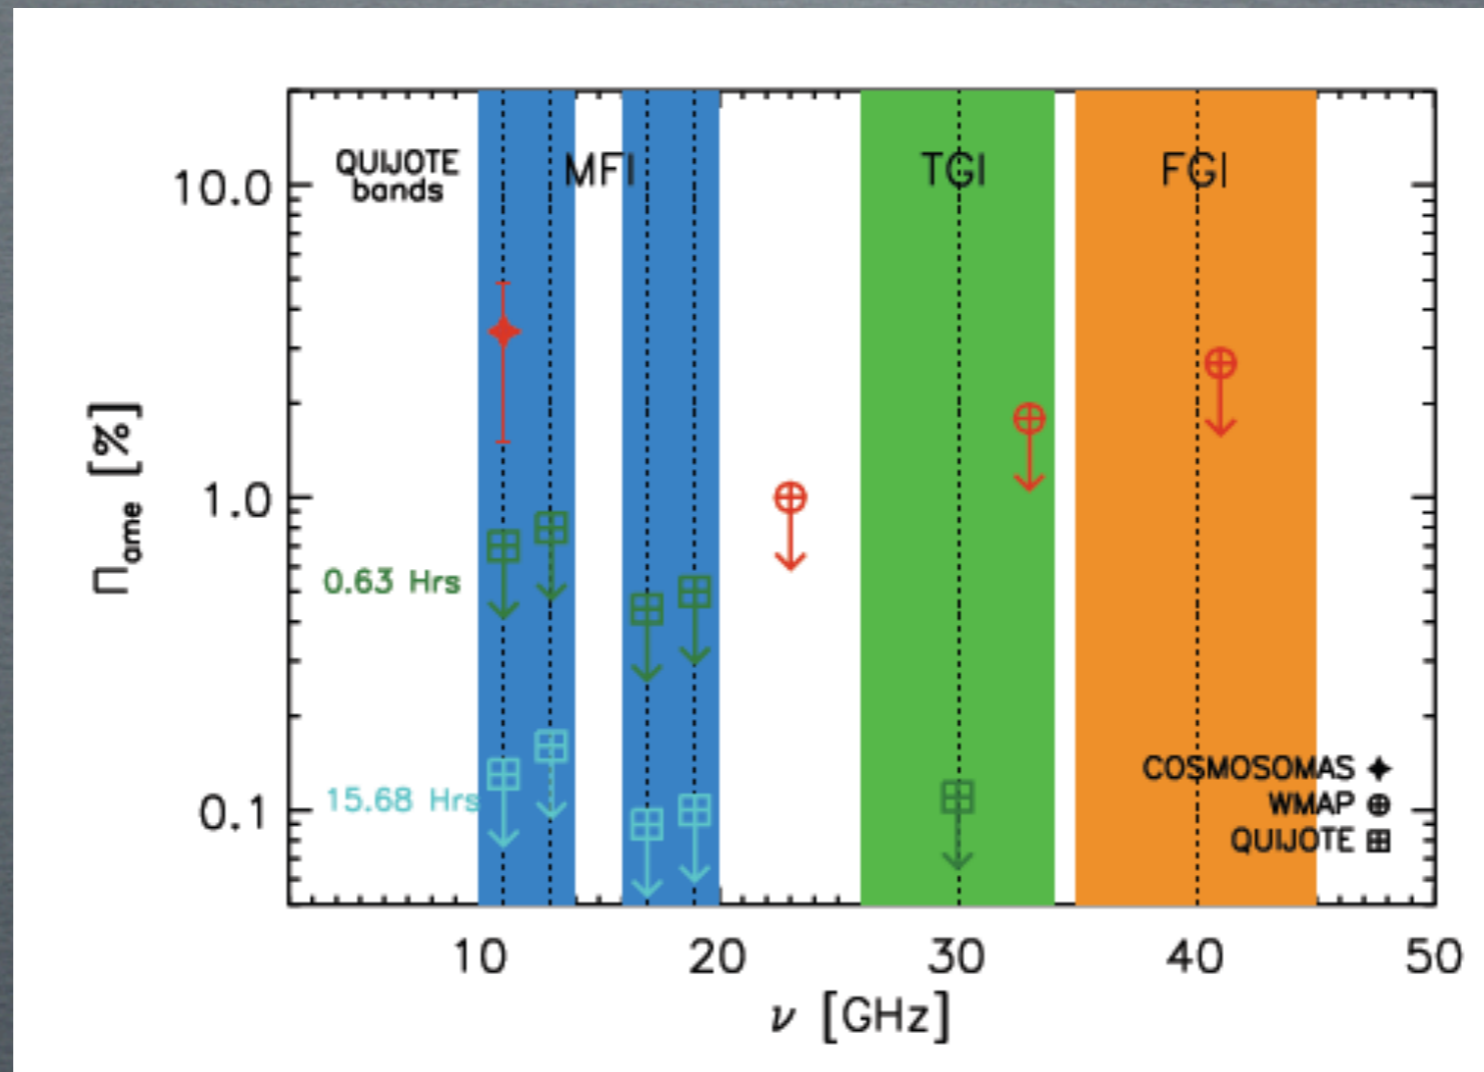 QUIJOTE
bands
MFI
TGI
FGI
10.0
1.0
0.1
Πame [%]
0.63 Hrs
15.68 Hrs
COSMOSOMAS
WMAP
QUIJOTE
10 20 30 40 50
ν [GHz]